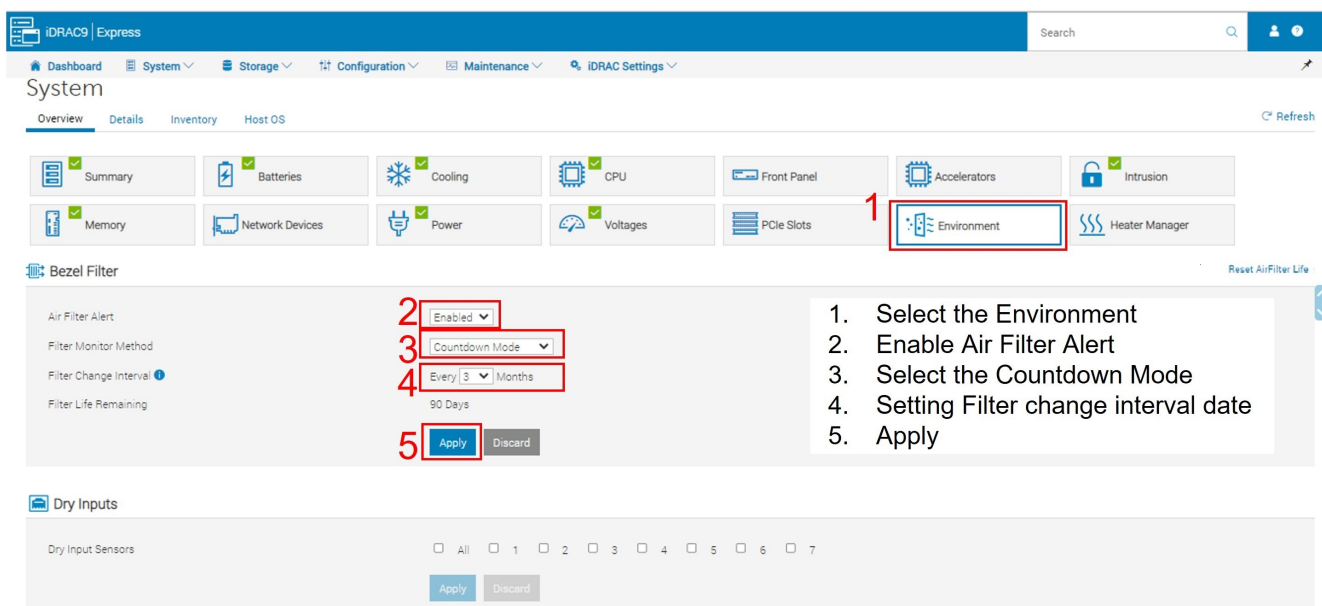 iDRAC9 | Express
Search
Dashboard System Storage Configuration Maintenance iDRAC Settings
System
Overview Details Inventory Host OS
Refresh
Summary Batteries Cooling CPU Front Panel Accelerators Intrusion
Memory Network Devices Power Voltages PCIe Slots 1 Environment Heater Manager
Bezel Filter
Reset AirFilter Life
Air Filter Alert 2 Enabled
Filter Monitor Method 3 Countdown Mode
Filter Change Interval 4 Every 3 Months
Filter Life Remaining 90 Days
5 Apply Discard
1. Select the Environment
2. Enable Air Filter Alert
3. Select the Countdown Mode
4. Setting Filter change interval date
5. Apply
Dry Inputs
Dry Input Sensors All 1 2 3 4 5 6 7
Apply Discard